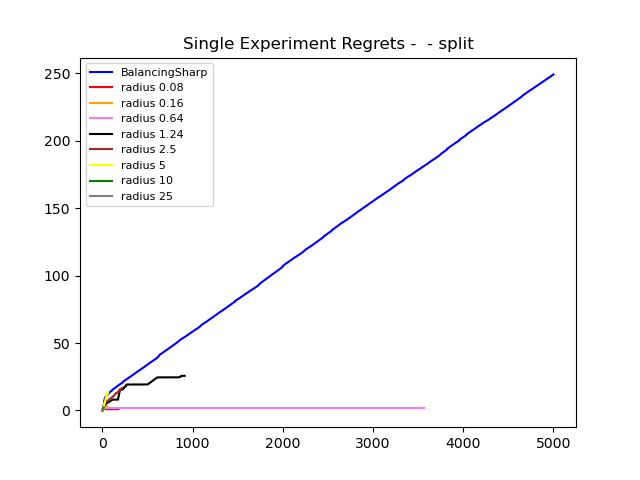 Single Experiment Regrets -  - split
BalancingSharp
radius 0.08
radius 0.16
radius 0.64
radius 1.24
radius 2.5
radius 5
radius 10
radius 25
250
200
150
100
50
0
0 1000 2000 3000 4000 5000